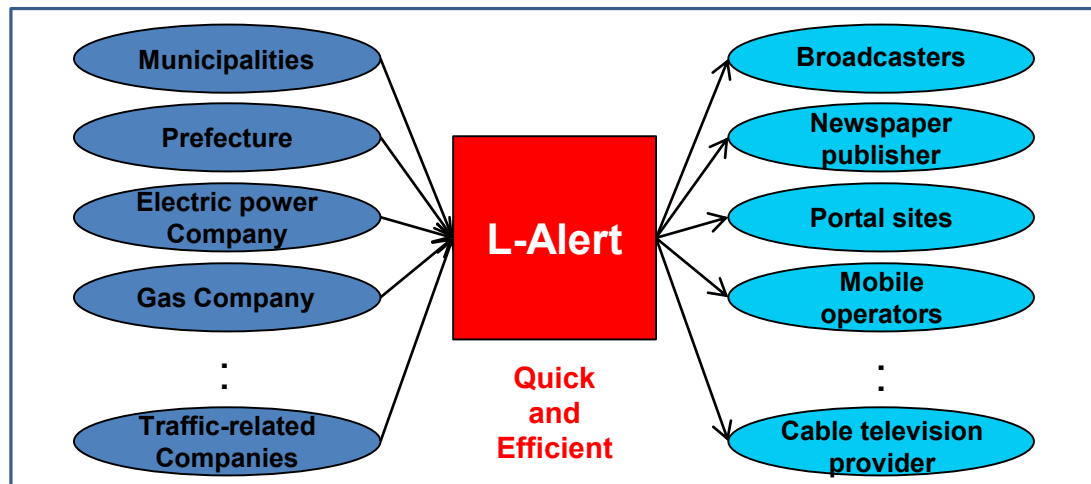 Municipalities
Prefecture
Electric power
Company
Gas Company
:
Traffic-related
Companies
L-Alert
Quick
and
Efficient
Broadcasters
Newspaper
publisher
Portal sites
Mobile
operators
:
Cable television
provider